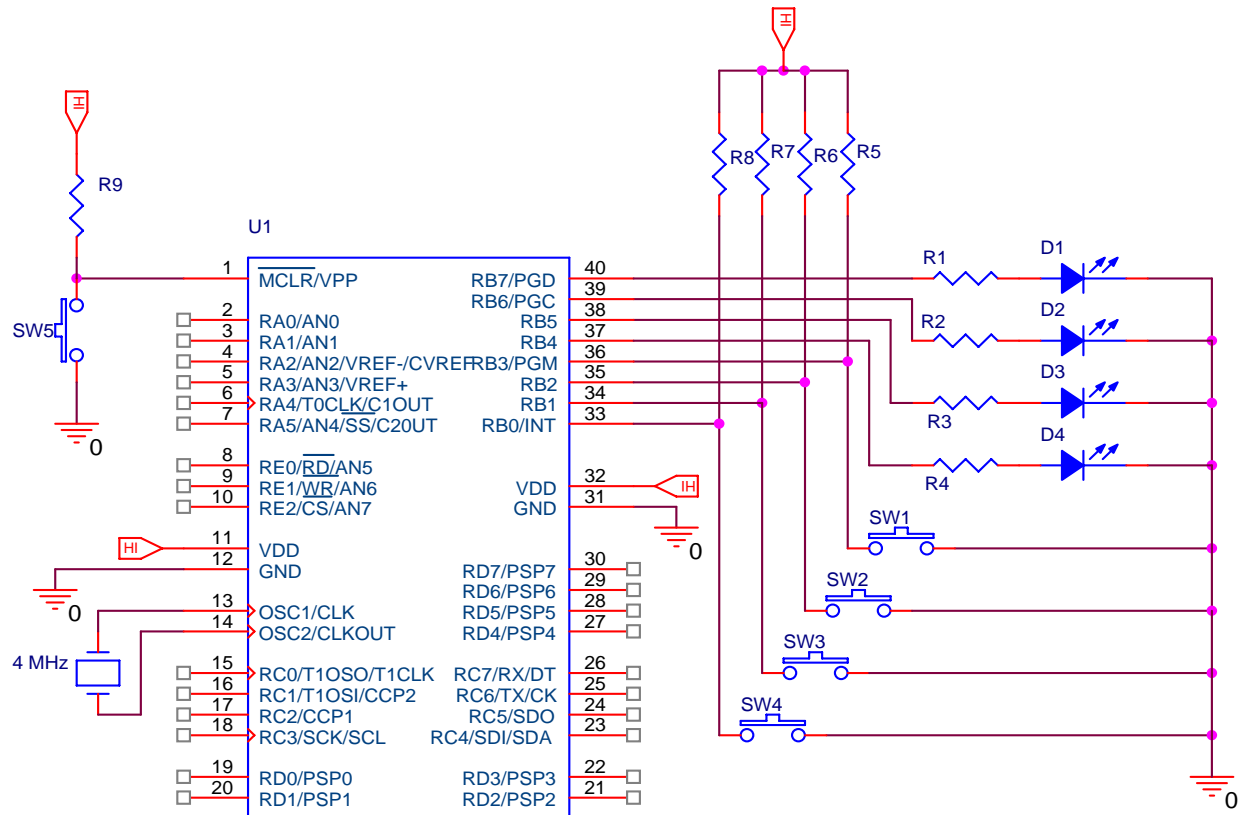 HI
HI
R8
R7
R6
R5
R9
U1
1
MCLR/VPP
RB7/PGD
40
RB6/PGC
39
2
RA0/AN0
RB5
38
3
RA1/AN1
RB4
37
4
RA2/AN2/VREF-/CVREF
RB3/PGM
36
5
RA3/AN3/VREF+
RB2
35
6
RA4/T0CLK/C1OUT
RB1
34
7
RA5/AN4/SS/C20UT
RB0/INT
33
8
RE0/RD/AN5
9
RE1/WR/AN6
VDD
32
HI
10
RE2/CS/AN7
GND
31
0
HI
11
VDD
12
GND
0
RD7/PSP7
30
RD6/PSP6
29
13
OSC1/CLK
RD5/PSP5
28
14
OSC2/CLKOUT
RD4/PSP4
27
4 MHz
15
RC0/T1OSO/T1CLK
RC7/RX/DT
26
16
RC1/T1OSI/CCP2
RC6/TX/CK
25
17
RC2/CCP1
RC5/SDO
24
18
RC3/SCK/SCL
RC4/SDI/SDA
23
19
RD0/PSP0
RD3/PSP3
22
20
RD1/PSP1
RD2/PSP2
21
SW5
0
R1
D1
R2
D2
R3
D3
R4
D4
SW1
SW2
SW3
SW4
0